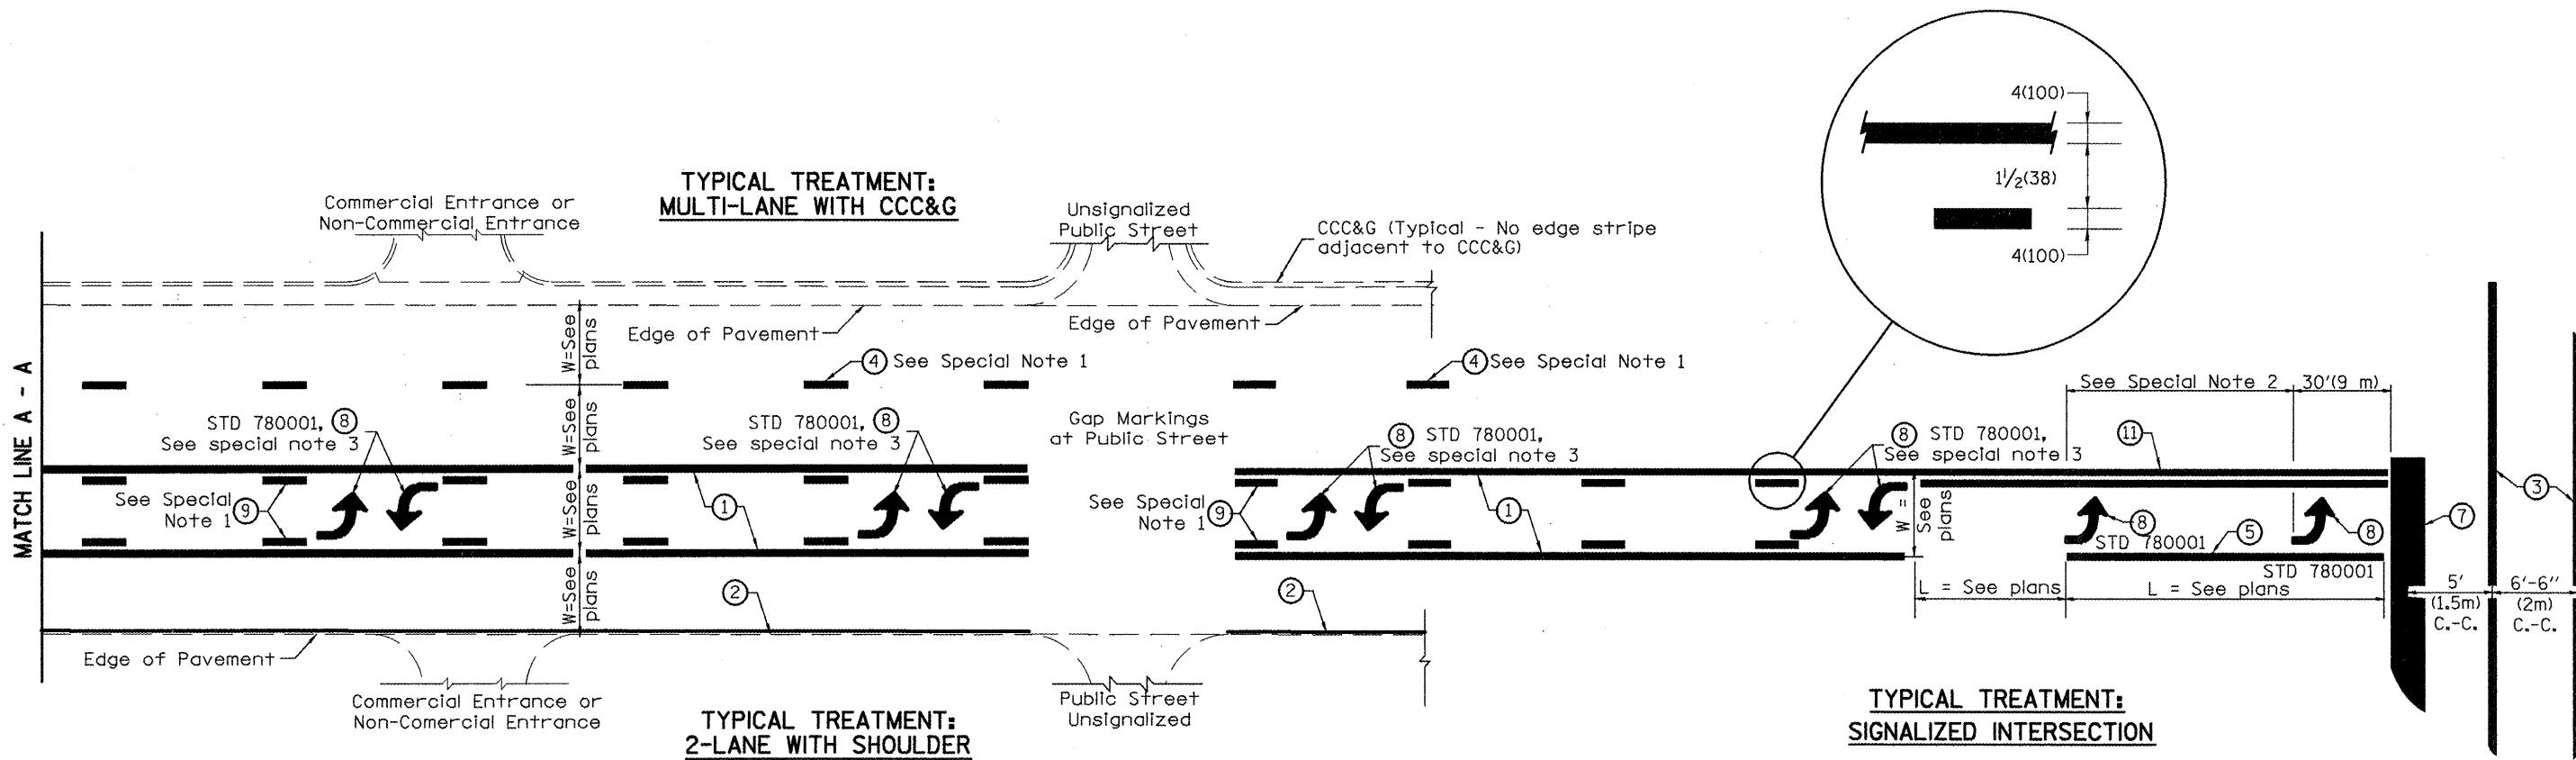 TYPICAL TREATMENT:
MULTI-LANE WITH CCC&G
Commercial Entrance or
Non-Commercial Entrance
Unsignalized
Public Street
CCC&G (Typical - No edge stripe
adjacent to CCC&G)
4(100)
1 1/2(38)
4(100)
Edge of Pavement
Edge of Pavement
W=See
plans
MATCH LINE A - A
4 See Special Note 1
4 See Special Note 1
W=See
plans
STD 780001, 8
See special note 3
STD 780001, 8
See special note 3
Gap Markings
at Public Street
8 STD 780001,
See special note 3
8 STD 780001,
See special note 3
See Special Note 2
30'(9 m)
11
See Special
Note 1 9
W=See
plans
1
See Special
Note 1 9
1
W =
See
plans
8
STD 780001
5
8
STD 780001
7
3
W=See
plans
2
2
L = See plans
L = See plans
5'
(1.5m)
C.-C.
6'-6"
(2m)
C.-C.
Edge of Pavement
Commercial Entrance or
Non-Comercial Entrance
Public Street
Unsignalized
TYPICAL TREATMENT:
2-LANE WITH SHOULDER
TYPICAL TREATMENT:
SIGNALIZED INTERSECTION